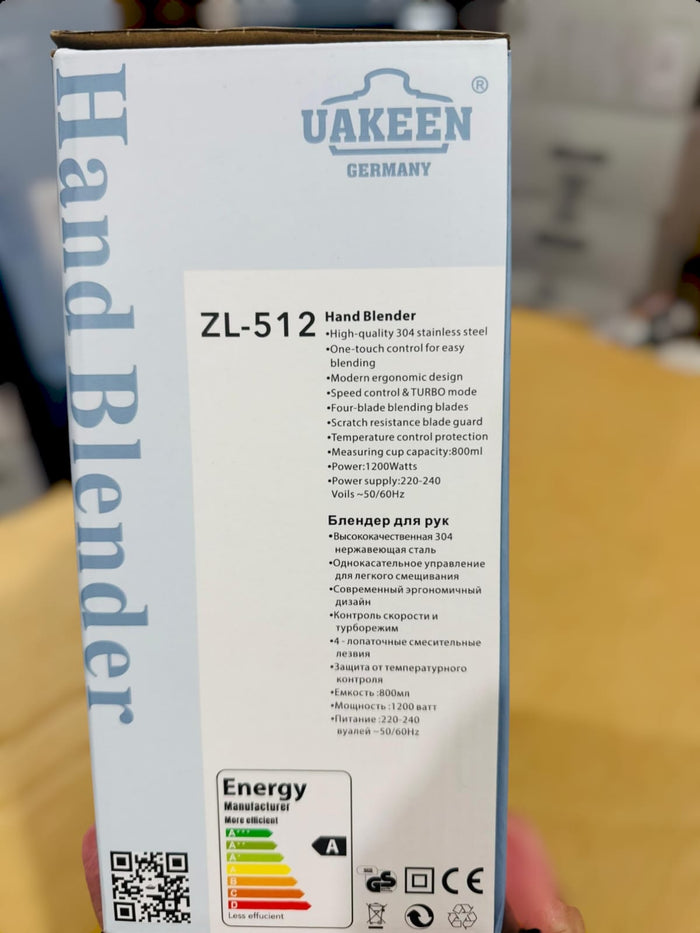 Hand Blender
UAKEEN®
GERMANY
ZL-512
Hand Blender
•High-quality 304 stainless steel
•One-touch control for easy
blending
•Modern ergonomic design
•Speed control & TURBO mode
•Four-blade blending blades
•Scratch resistance blade guard
•Temperature control protection
•Measuring cup capacity:800ml
•Power:1200Watts
•Power supply:220-240
Voils ~50/60Hz
Блендер для рук
•Высококачественная 304
нержавеющая сталь
•Однокасательное управление
для легкого смещивания
•Современный эргономичный
дизайн
•Контроль скорости и
турборежим
•4 - лопаточные смесительные
лезвия
•Защита от температурного
контроля
•Емкость :800мл
•Мощность :1200 ватт
•Питание :220-240
вуалей ~50/60Hz
Energy
Manufacturer
More efficient
A+++
A++
A+
A
B
C
D
A
Less effucient
GS
CE